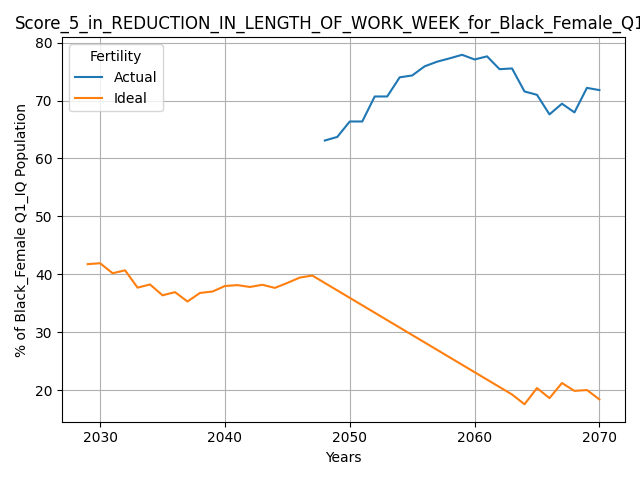 Score_5_in_REDUCTION_IN_LENGTH_OF_WORK_WEEK_for_Black_Female_Q1
Fertility
Actual
Ideal
80
70
60
50
40
30
20
% of Black_Female Q1_IQ Population
2030 2040 2050 2060 2070
Years